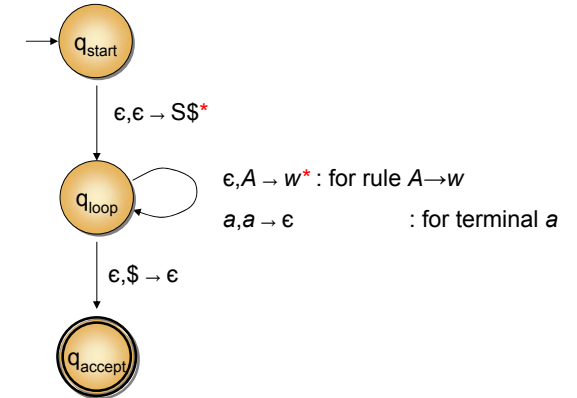 qstart
є,є → S$*
qloop
є,A → w* : for rule A→w
a,a → є : for terminal a
є,$ → є
qaccept